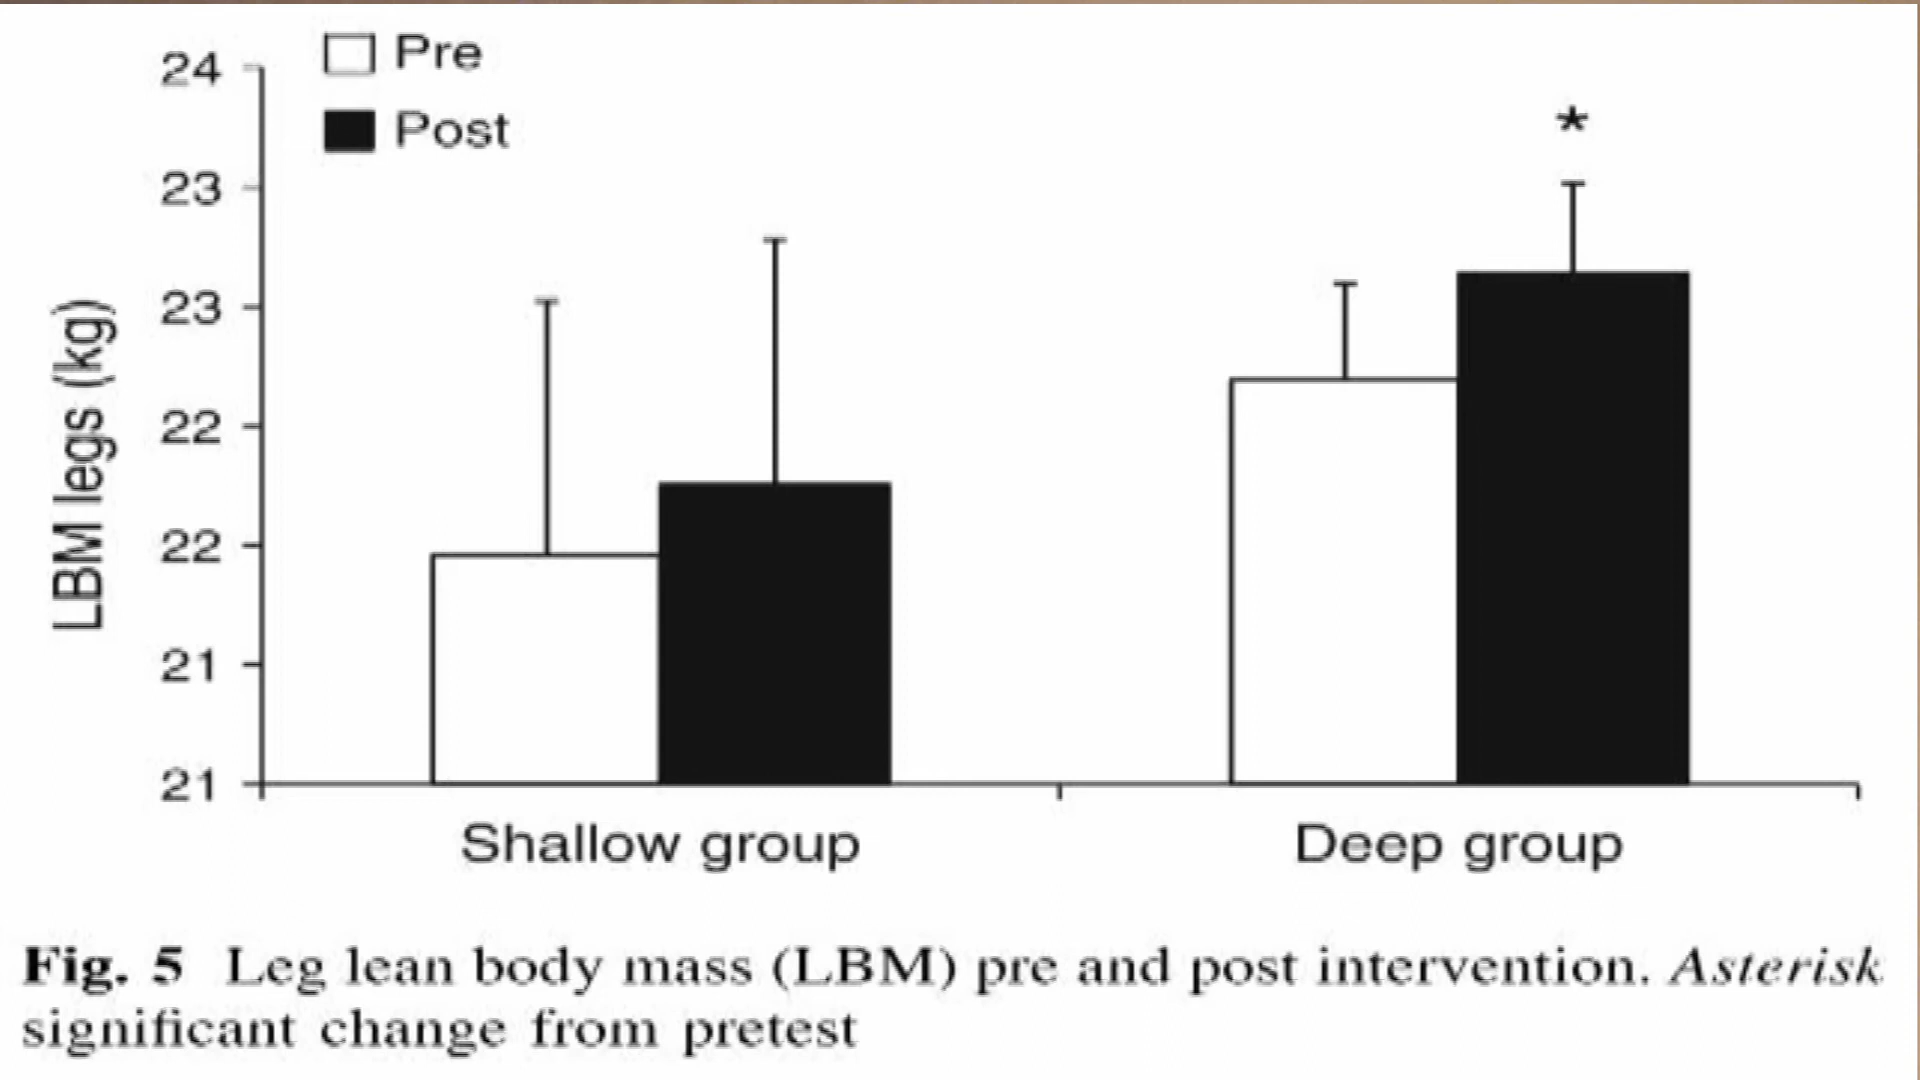 Pre
Post
24
23
23
22
22
21
21
LBM legs (kg)
*
Shallow group
Deep group
Fig. 5 Leg lean body mass (LBM) pre and post intervention. Asterisk
significant change from pretest